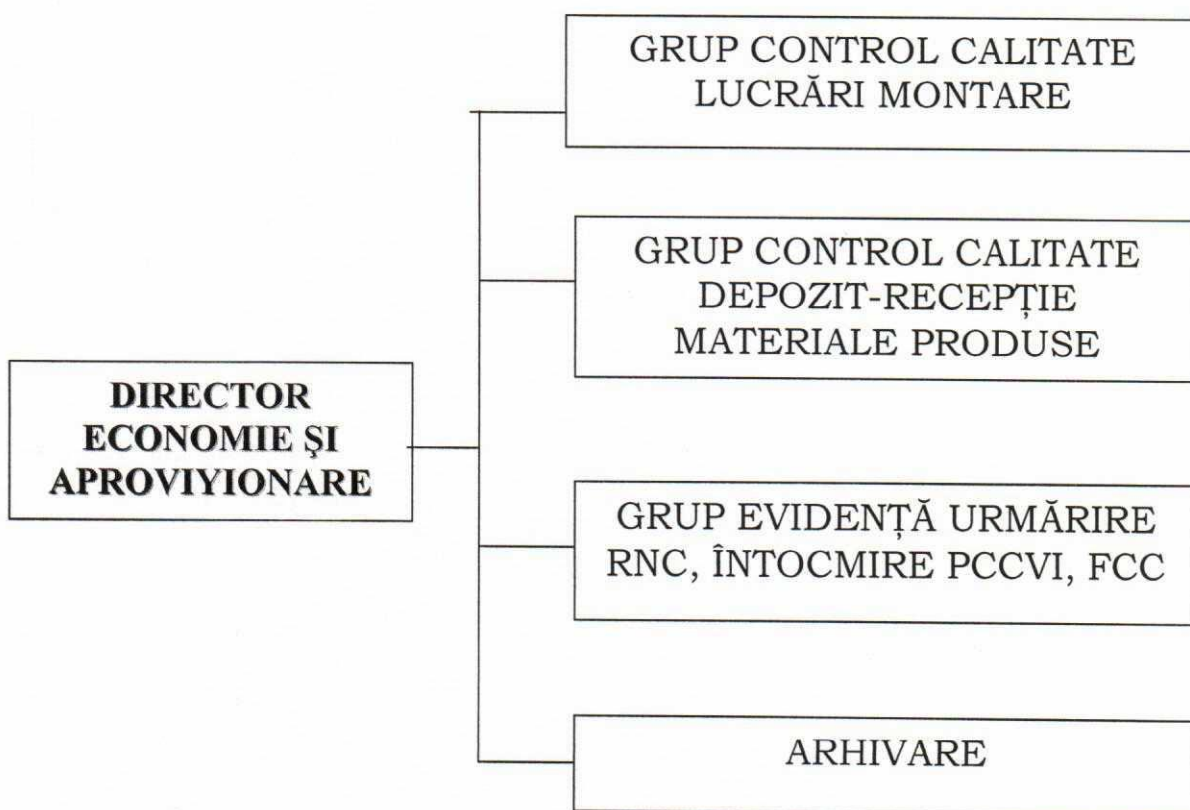 GRUP CONTROL CALITATE
LUCRĂRI MONTARE
GRUP CONTROL CALITATE
DEPOZIT-RECEPȚIE
MATERIALE PRODUSE
DIRECTOR
ECONOMIE ŞI
APROVIYIONARE
GRUP EVIDENȚĂ URMĂRIRE
RNC, ÎNTOCMIRE PCCVI, FCC
ARHIVARE